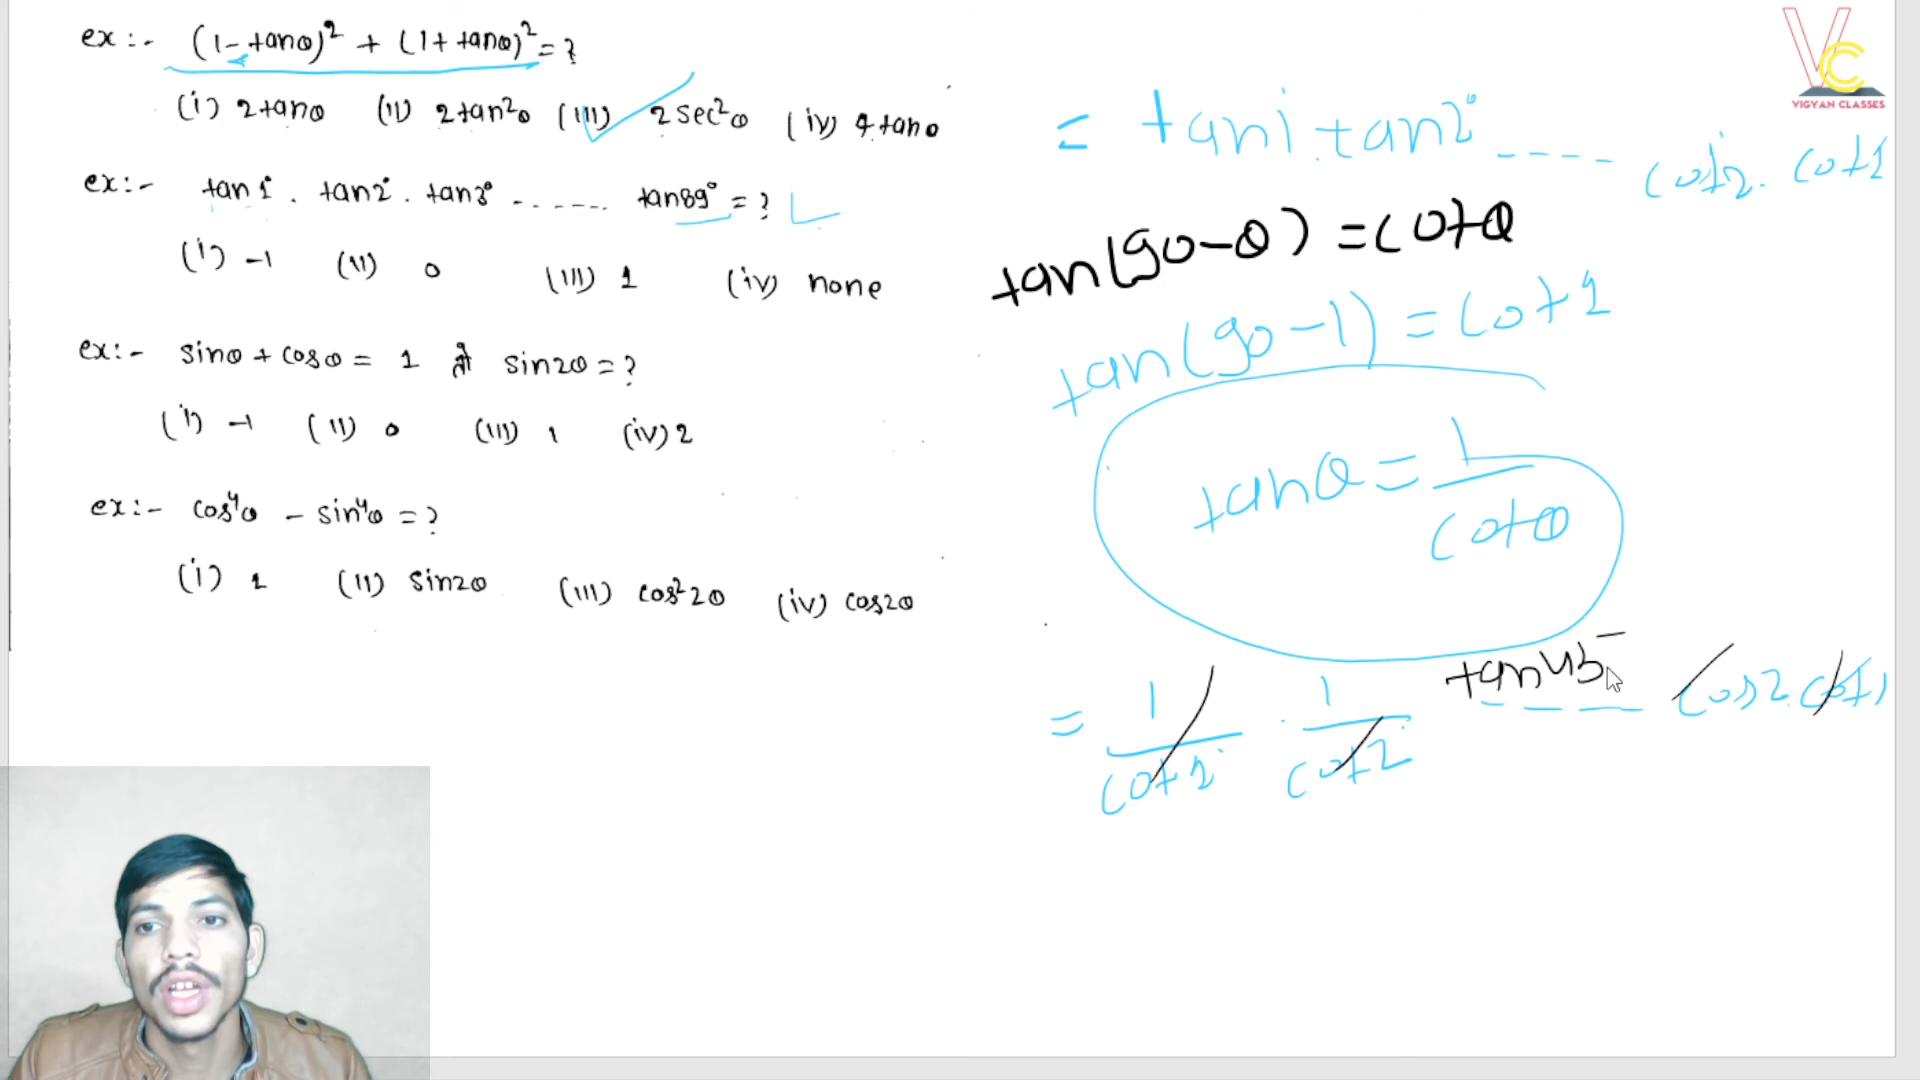 ex:- (1-tanθ)² + (1+tanθ)² = ?
(i) 2tanθ (ii) 2tan²θ (iii) 2sec²θ (iv) 4tanθ
ex:- tan1° . tan2° . tan3° ....... tan89° = ?
(i) -1 (ii) 0 (iii) 1 (iv) none
ex:- sinθ + cosθ = 1 तो sin2θ = ?
(i) -1 (ii) 0 (iii) 1 (iv) 2
ex:- cos⁴θ - sin⁴θ = ?
(i) 1 (ii) sin2θ (iii) cos²2θ (iv) cos2θ
VC
VIGYAN CLASSES
= tan1°.tan2° ---- cot2. cot1
tan(90-θ) = cotθ
tan(90-1) = cot1
tanθ = 1/cotθ
= 1/cot1° . 1/cot2° tan45 ---- cot2.cot1